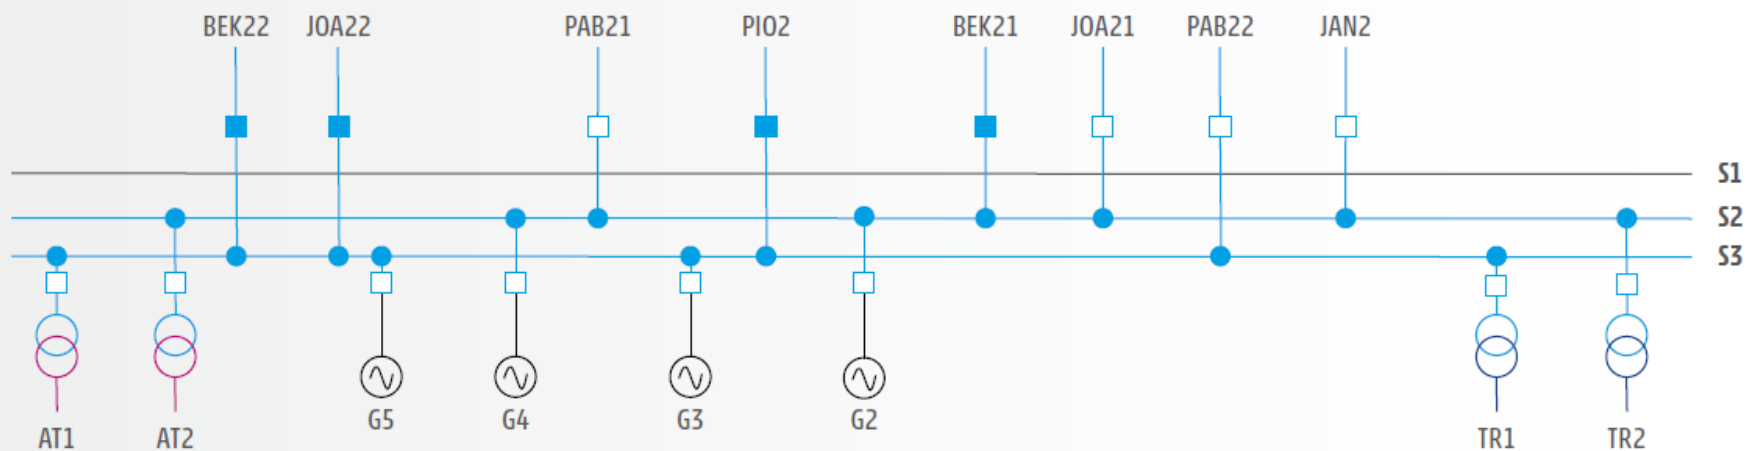 BEK22 JOA22 PAB21 PIO2 BEK21 JOA21 PAB22 JAN2
S1
S2
S3
G5 G4 G3 G2
AT1 AT2 TR1 TR2